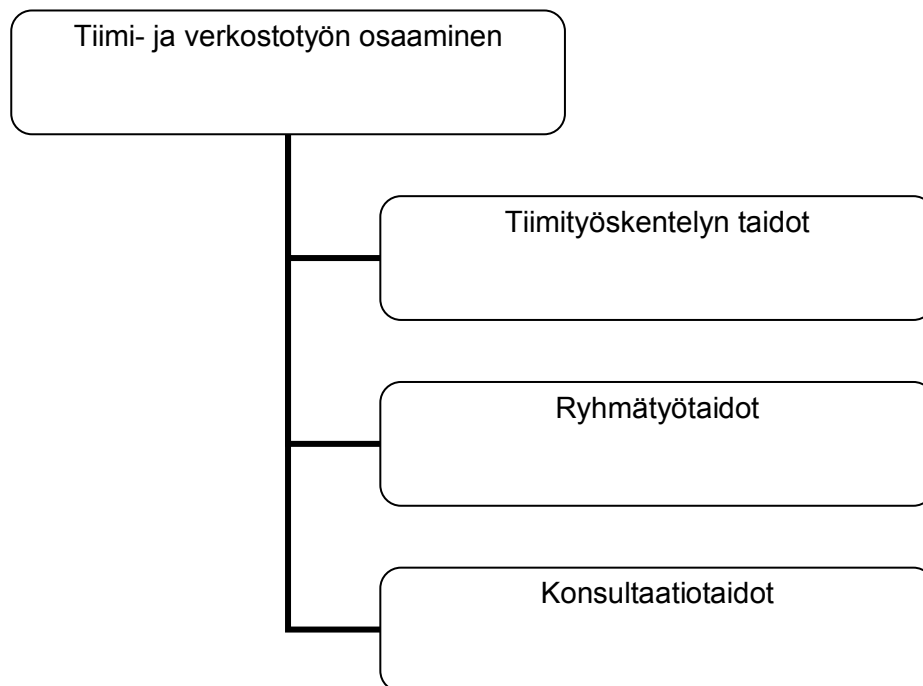 Tiimi- ja verkostotyön osaaminen
Tiimityöskentelyn taidot
Ryhmätyötaidot
Konsultaatiotaidot